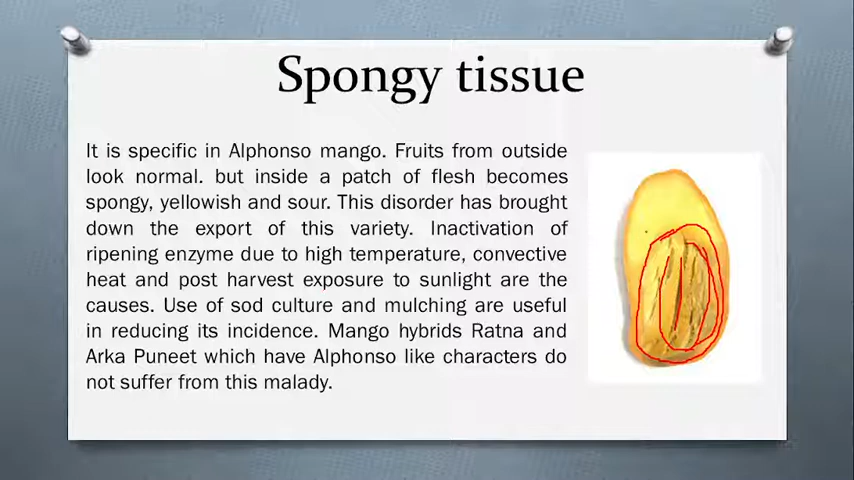 Spongy tissue
It is specific in Alphonso mango. Fruits from outside
look normal. but inside a patch of flesh becomes
spongy, yellowish and sour. This disorder has brought
down the export of this variety. Inactivation of
ripening enzyme due to high temperature, convective
heat and post harvest exposure to sunlight are the
causes. Use of sod culture and mulching are useful
in reducing its incidence. Mango hybrids Ratna and
Arka Puneet which have Alphonso like characters do
not suffer from this malady.